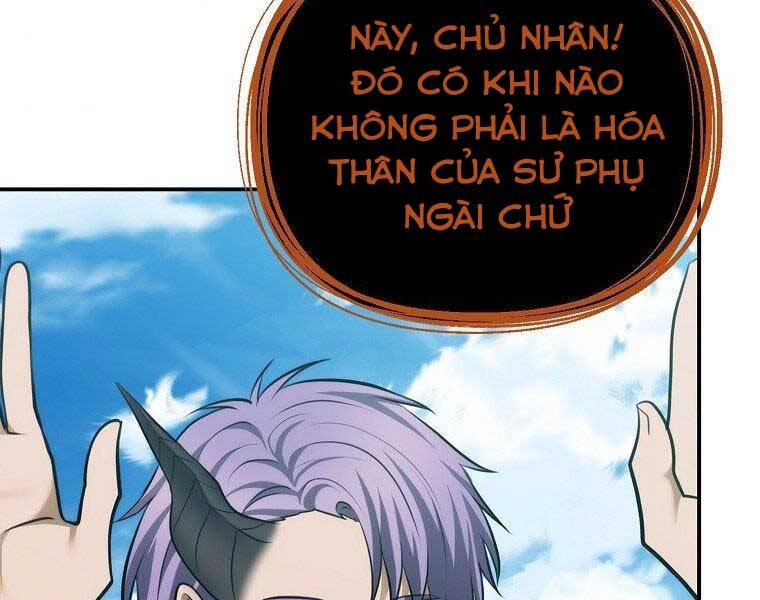 NÀY, CHỦ NHÂN!
ĐÓ CÓ KHI NÀO
KHÔNG PHẢI LÀ HÓA
THÂN CỦA SƯ PHỤ
NGÀI CHỨ